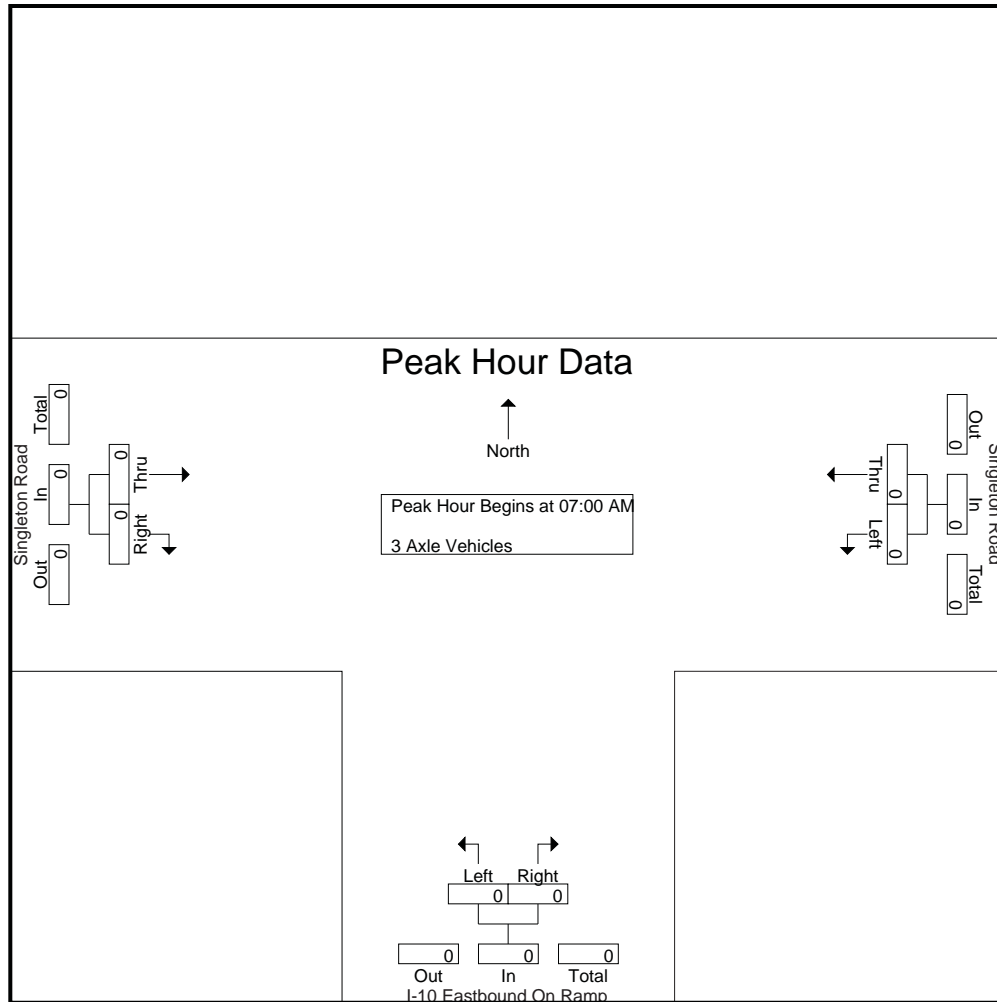 Peak Hour Data
North
Peak Hour Begins at 07:00 AM
3 Axle Vehicles
Singleton Road
Total
0
In
0
Out
0
Thru
0
Right
0
Singleton Road
Out
0
In
0
Total
0
Thru
0
Left
0
Left Right
0 0
0 0 0
Out In Total
I-10 Eastbound On Ramp